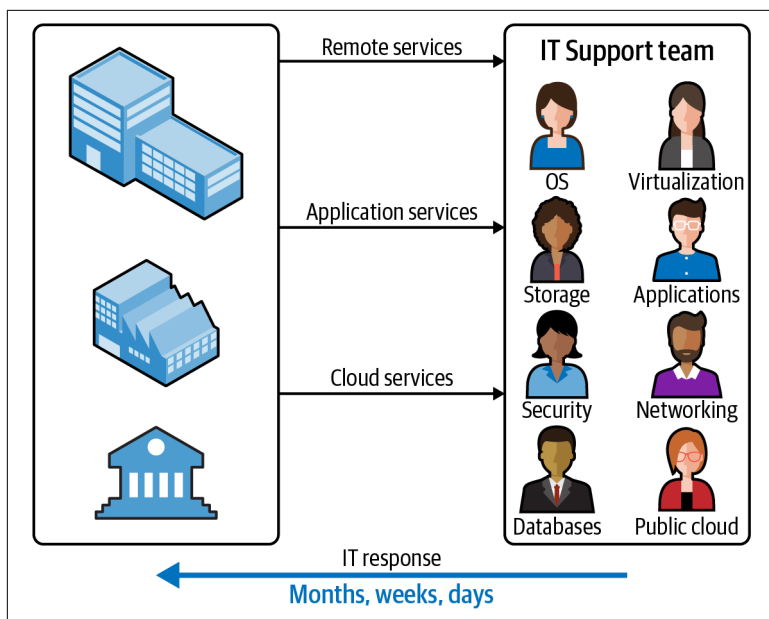 Remote services
Application services
Cloud services
IT Support team
OS
Virtualization
Storage
Applications
Security
Networking
Databases
Public cloud
IT response
Months, weeks, days